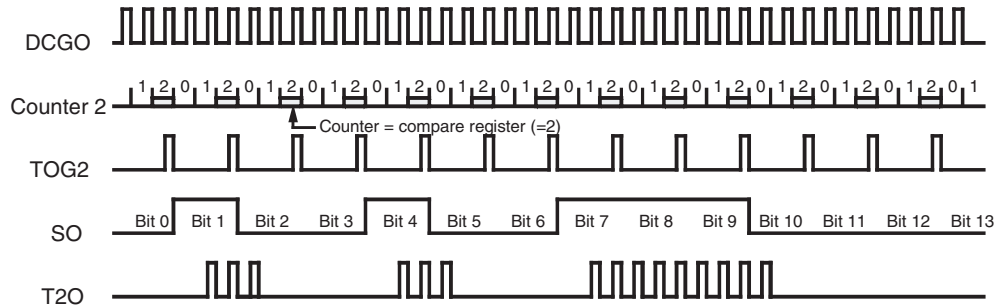 DCGO
1 2 0 1 2 0 1 2 0 1 2 0 1 2 0 1 2 0 1 2 0 1 2 0 1 2 0 1 2 0 1 2 0 1 2 0 1 2 0 1
Counter 2
Counter = compare register (=2)
TOG2
SO
Bit 0 Bit 1 Bit 2 Bit 3 Bit 4 Bit 5 Bit 6 Bit 7 Bit 8 Bit 9 Bit 10 Bit 11 Bit 12 Bit 13
T2O